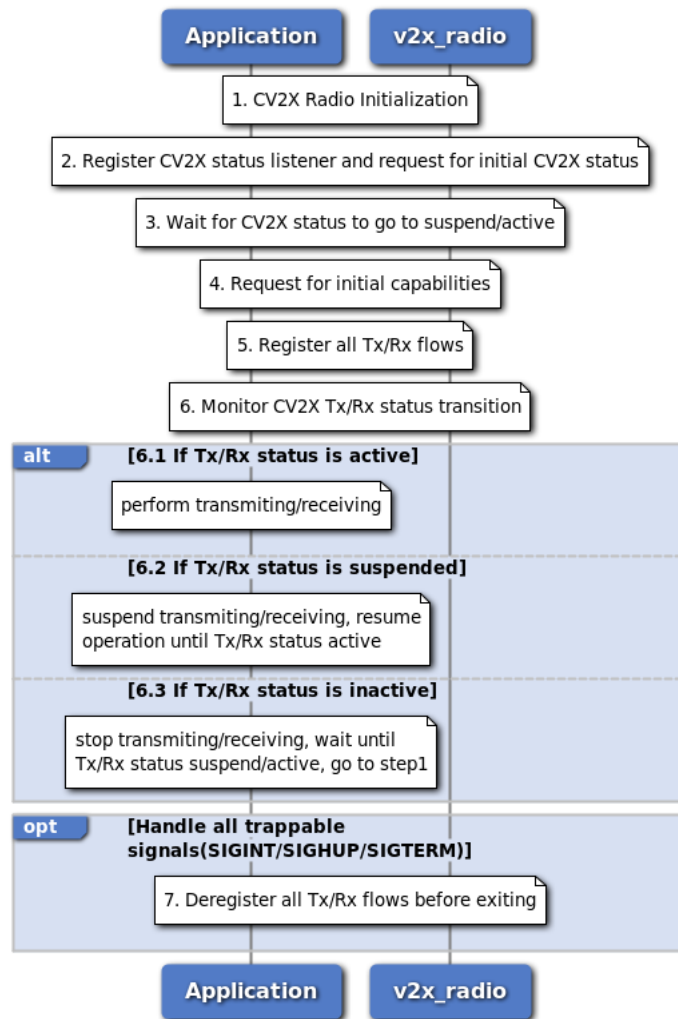 Application
v2x_radio
1. CV2X Radio Initialization
2. Register CV2X status listener and request for initial CV2X status
3. Wait for CV2X status to go to suspend/active
4. Request for initial capabilities
5. Register all Tx/Rx flows
6. Monitor CV2X Tx/Rx status transition
alt
[6.1 If Tx/Rx status is active]
perform transmiting/receiving
[6.2 If Tx/Rx status is suspended]
suspend transmiting/receiving, resume
operation until Tx/Rx status active
[6.3 If Tx/Rx status is inactive]
stop transmiting/receiving, wait until
Tx/Rx status suspend/active, go to step1
opt
[Handle all trappable
signals(SIGINT/SIGHUP/SIGTERM)]
7. Deregister all Tx/Rx flows before exiting
Application
v2x_radio